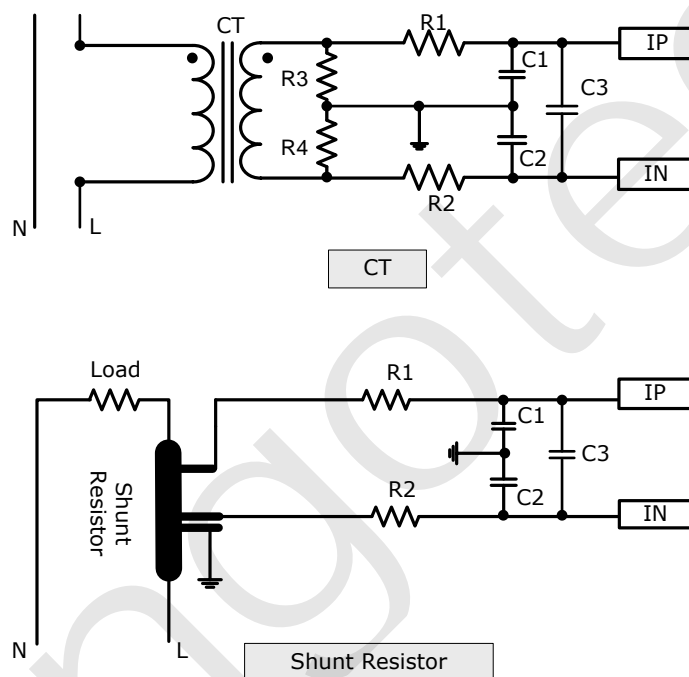 CT
R1
IP
C1
R3
C3
R4
C2
IN
R2
N
L
CT
Load
R1
IP
C1
Shunt
Resistor
C3
R2
C2
IN
N
L
Shunt Resistor